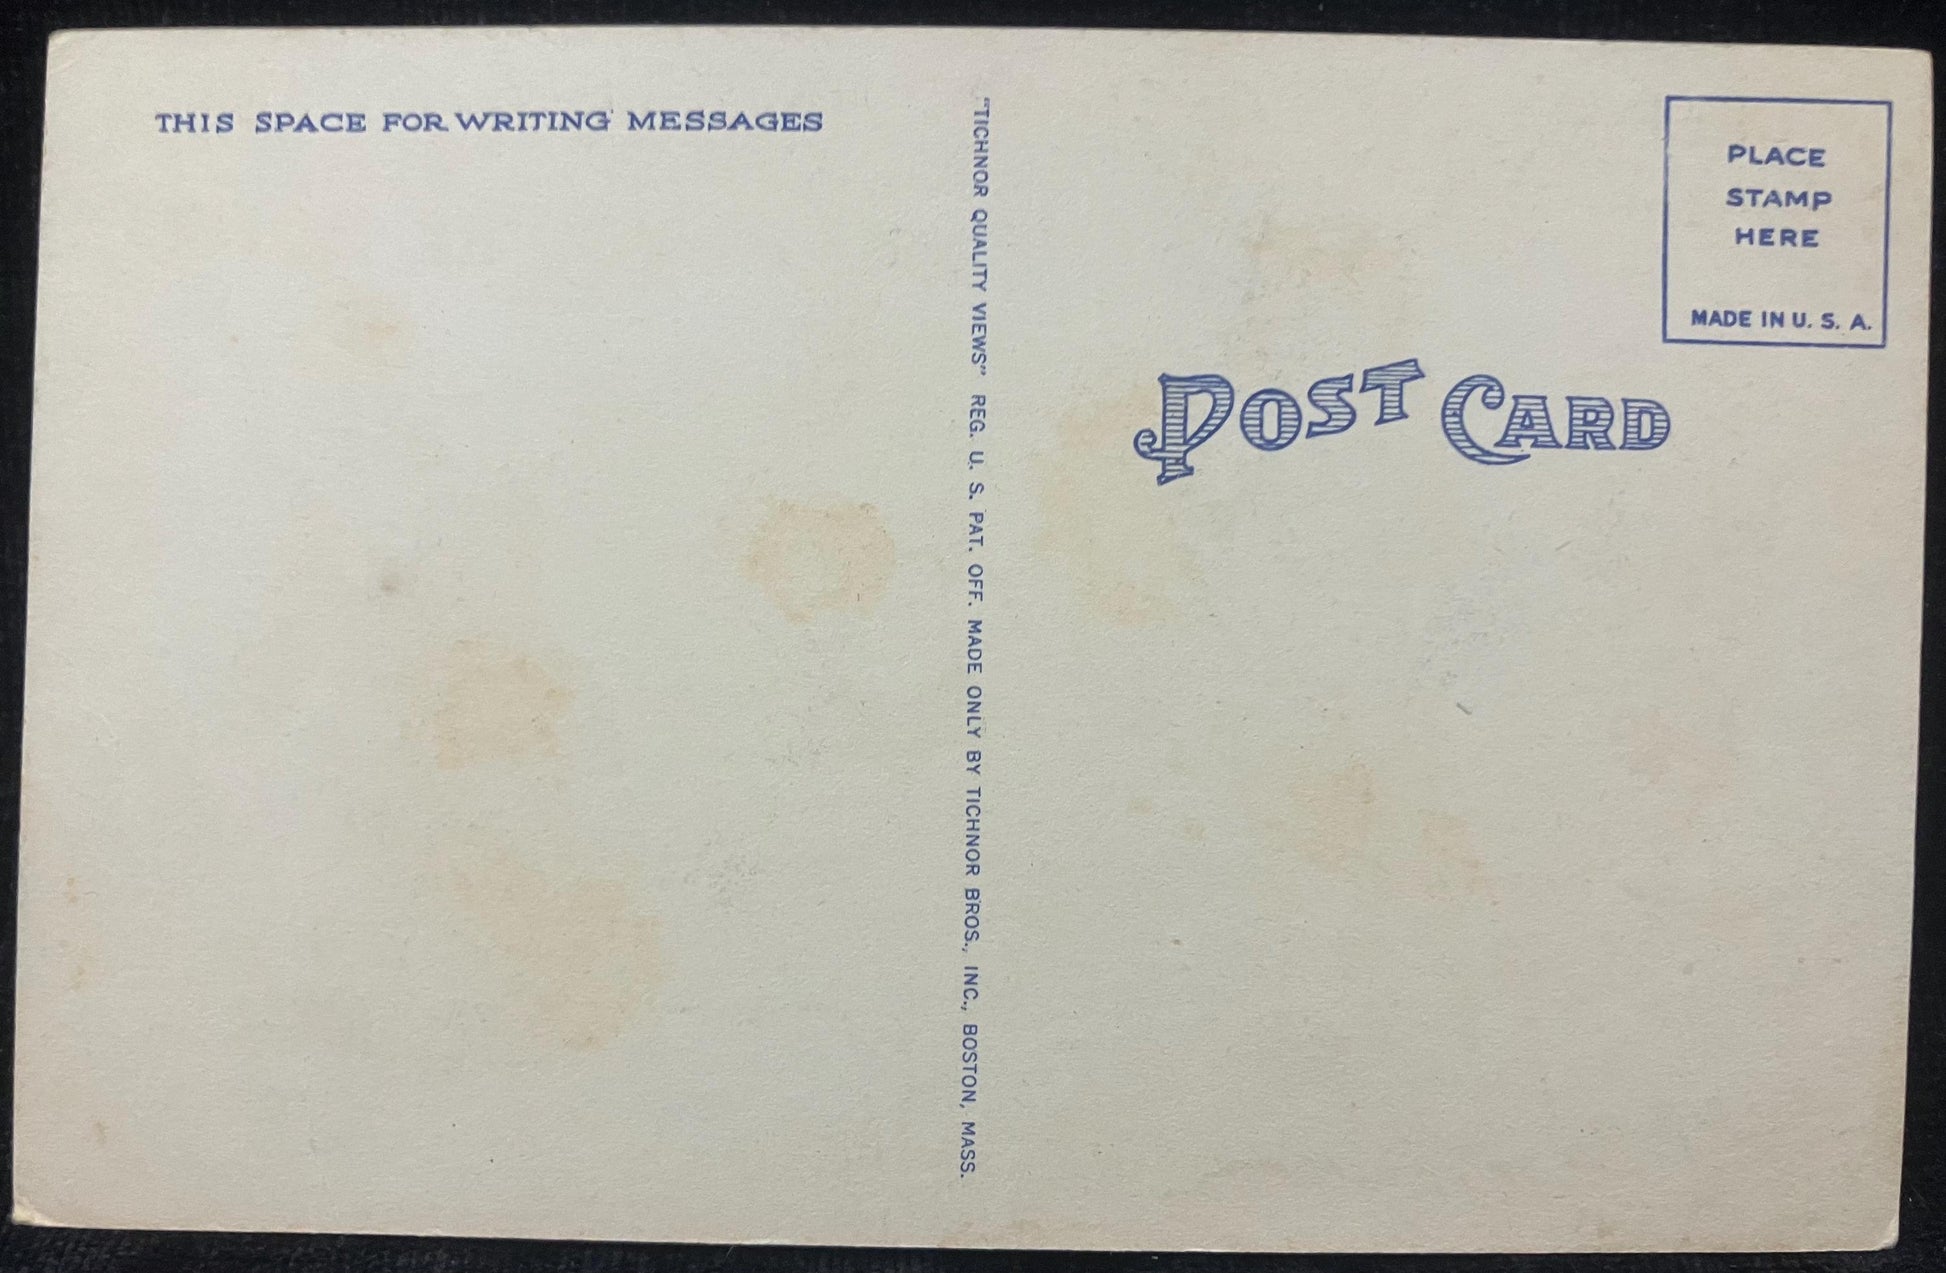 THIS SPACE FOR WRITING MESSAGES
"TICHNOR QUALITY VIEWS" REG. U. S. PAT. OFF. MADE ONLY BY TICHNOR BROS., INC., BOSTON, MASS.
POST CARD
PLACE
STAMP
HERE
MADE IN U. S. A.